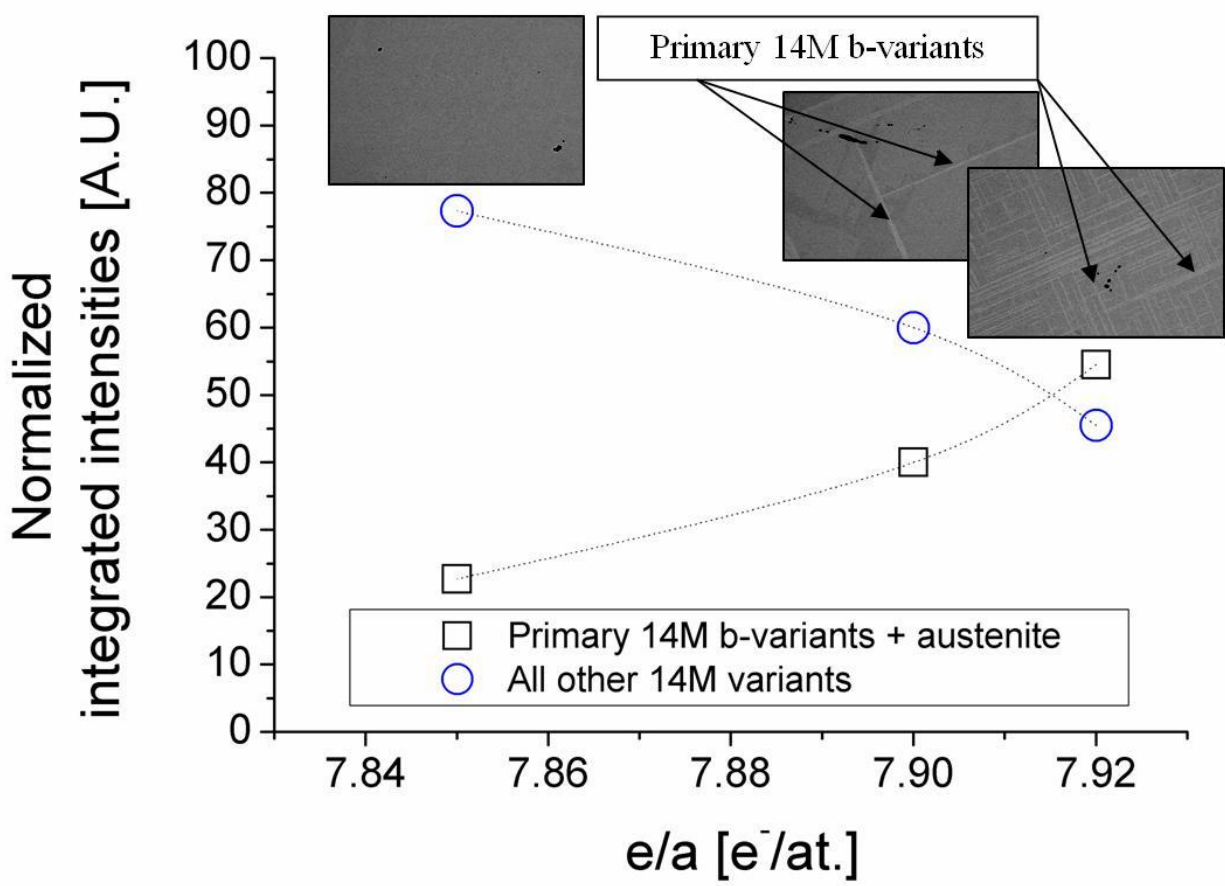 Primary 14M b-variants
Normalized
integrated intensities [A.U.]
100
90
80
70
60
50
40
30
20
10
0
Primary 14M b-variants + austenite
All other 14M variants
7.84
7.86
7.88
7.90
7.92
e/a [e⁻/at.]